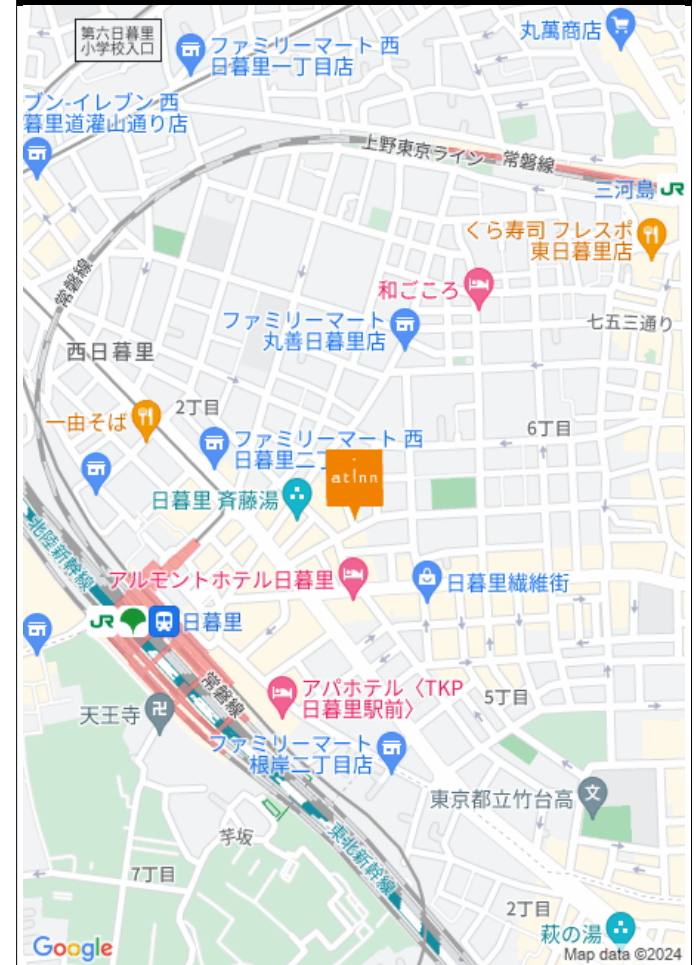 第六日暮里
小学校入口
ファミリーマート 西
日暮里一丁目店
丸萬商店
ブン-イレブン 西
暮里道灌山通り店
上野東京ライン 常磐線
三河島 JR
くら寿司 フレスポ
東日暮里店
常磐線
和ごころ
ファミリーマート
丸善日暮里店
七五三通り
西日暮里
2丁目
一由そば
6丁目
ファミリーマート 西
日暮里二丁
at Inn
日暮里 斉藤湯
北陸新幹線
アルモントホテル日暮里
日暮里繊維街
JR
日暮里
常磐線
アパホテル〈TKP
日暮里駅前〉
5丁目
天王寺
ファミリーマート
根岸二丁目店
東京都立竹台高
文
芋坂
東北新幹線
7丁目
2丁目
萩の湯
Google
Map data ©2024